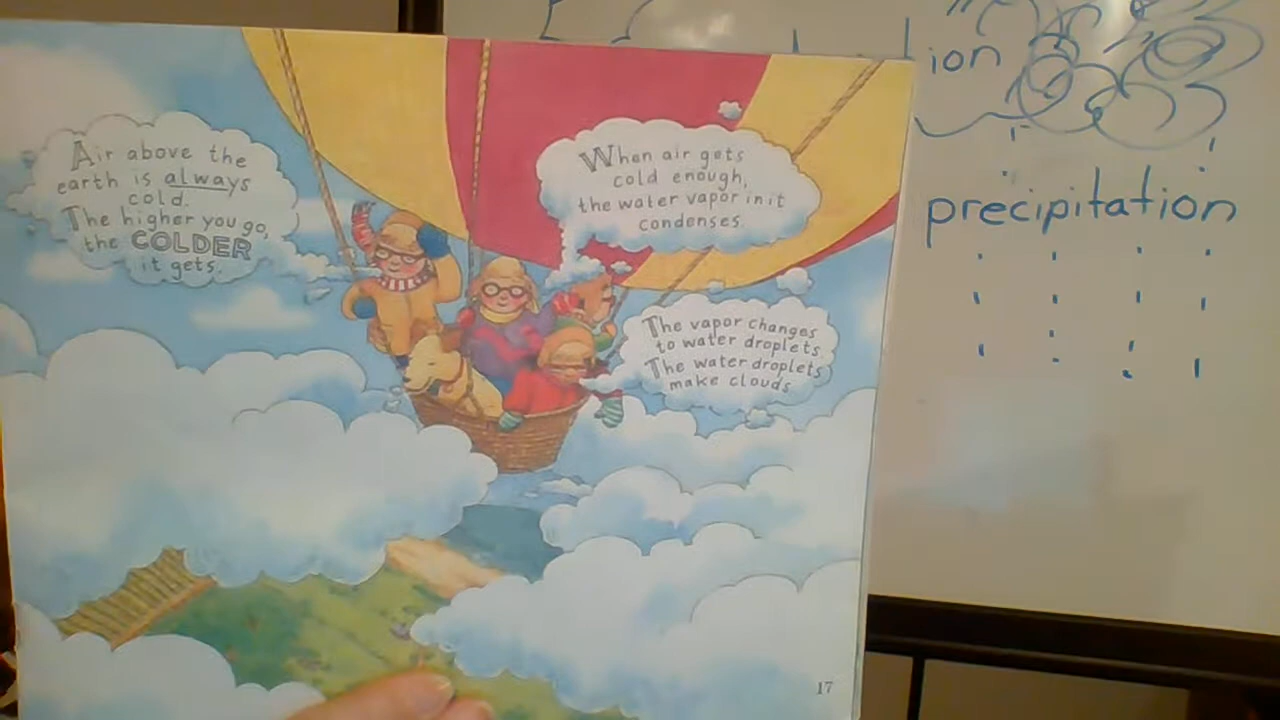 Air above the
earth is always
cold.
The higher you go,
the COLDER
it gets.
When air gets
cold enough,
the water vapor in it
condenses.
The vapor changes
to water droplets.
The water droplets
make clouds.
17
ion
precipitation